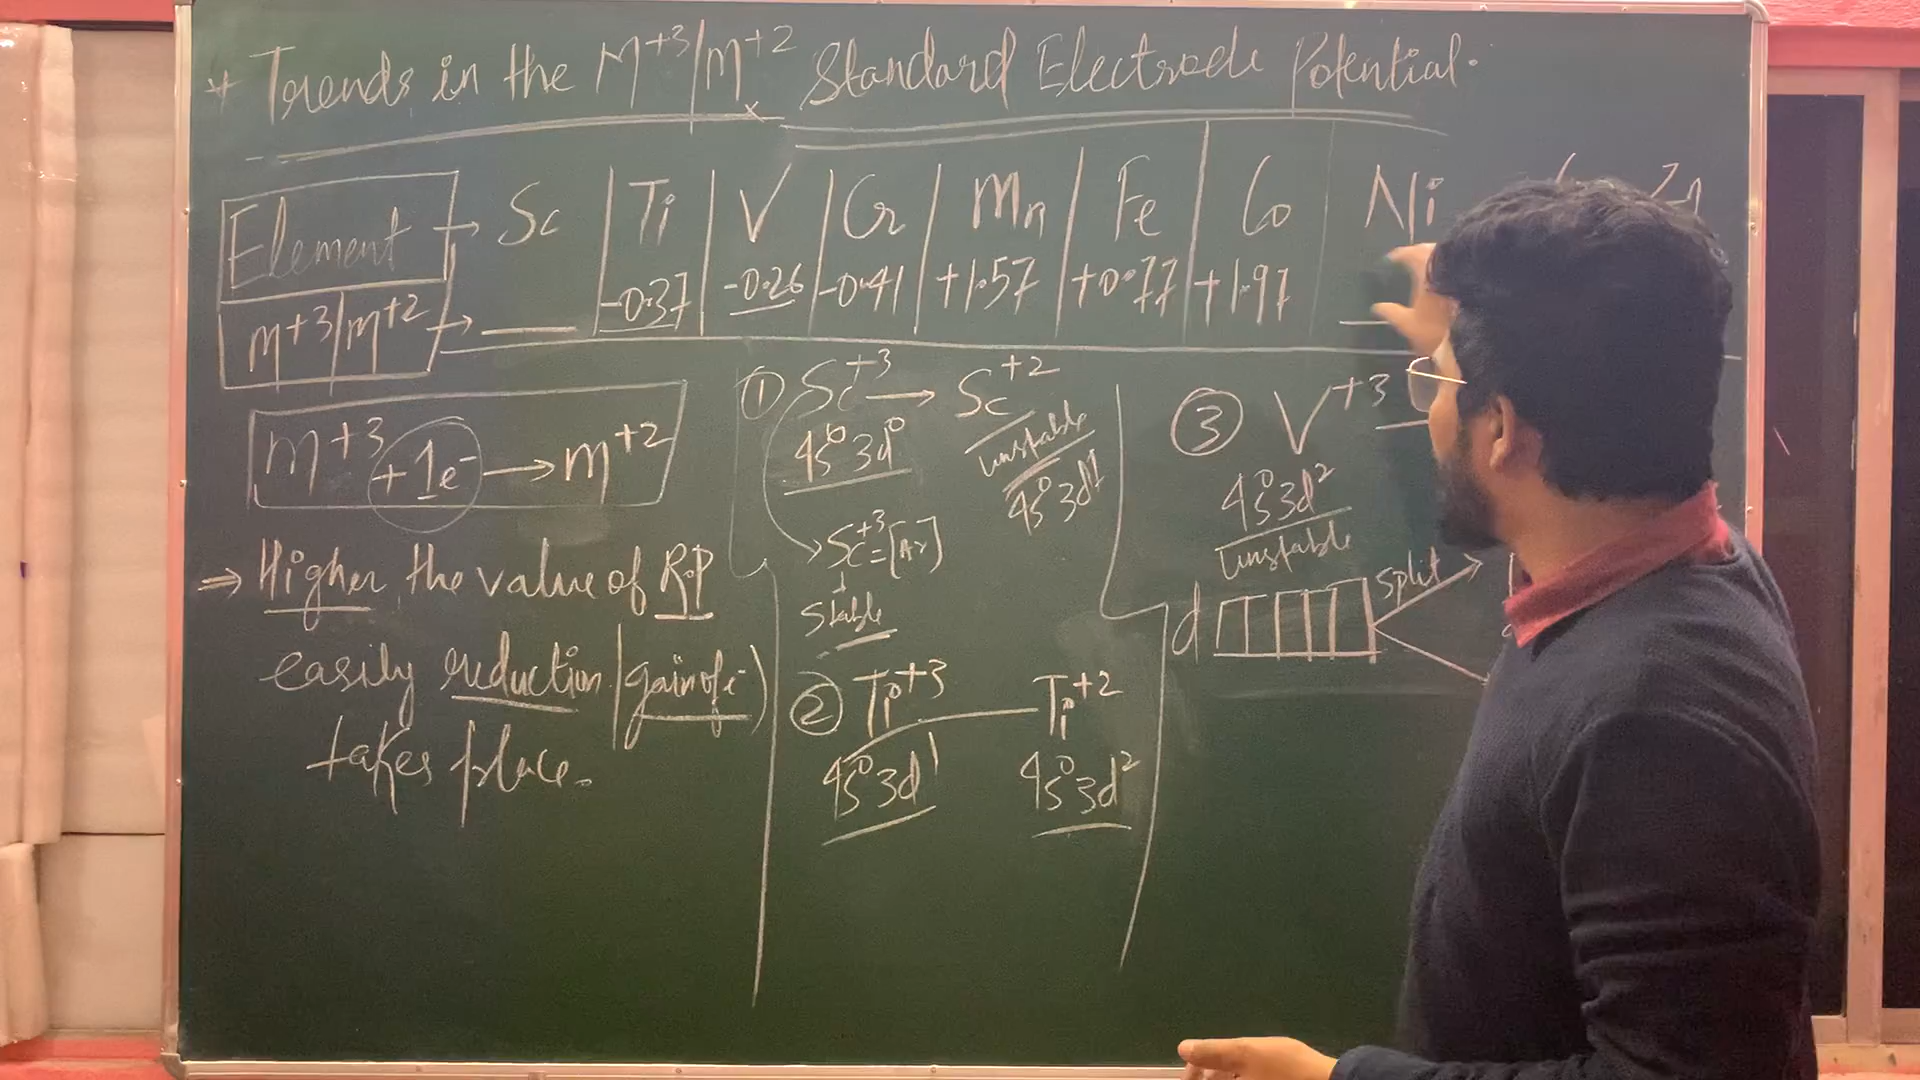 * Trends in the M+3/M+2 Standard Electrode Potential.
Element → Sc | Ti | V | Cr | Mn | Fe | Co | Ni Zn
M+3/M+2 → — | -0.37 | -0.26 | -0.41 | +1.57 | +0.77 | +1.97 —
M+3 + 1e- → M+2
⇒ Higher the value of R.P
easily reduction/gain of e-)
takes place.
① Sc+3 → Sc+2
4s0 3d0
unstable
4s0 3d1
Sc+3 = [Ar]
↓
Stable
② Ti+3 — Ti+2
4s0 3d1 4s0 3d2
③ V+3
4s0 3d2
unstable
d
Split